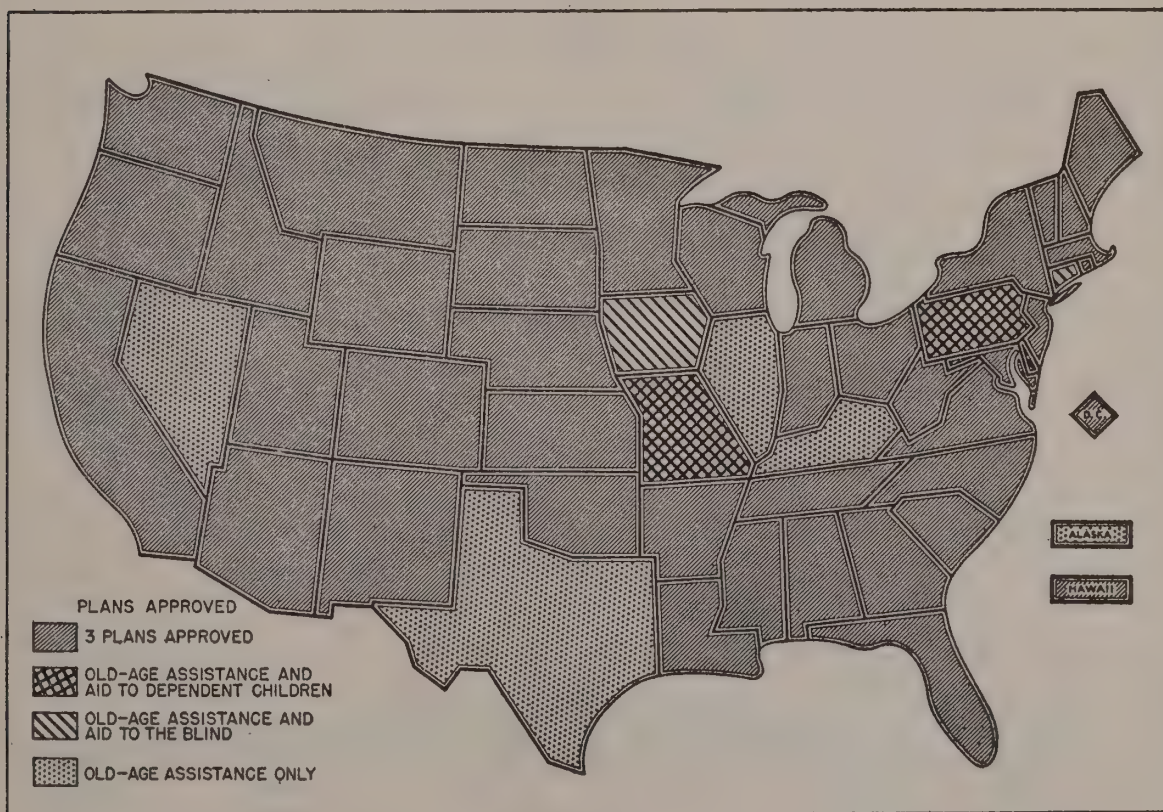 D.C.
ALASKA
HAWAII
PLANS APPROVED
3 PLANS APPROVED
OLD-AGE ASSISTANCE AND
AID TO DEPENDENT CHILDREN
OLD-AGE ASSISTANCE AND
AID TO THE BLIND
OLD-AGE ASSISTANCE ONLY